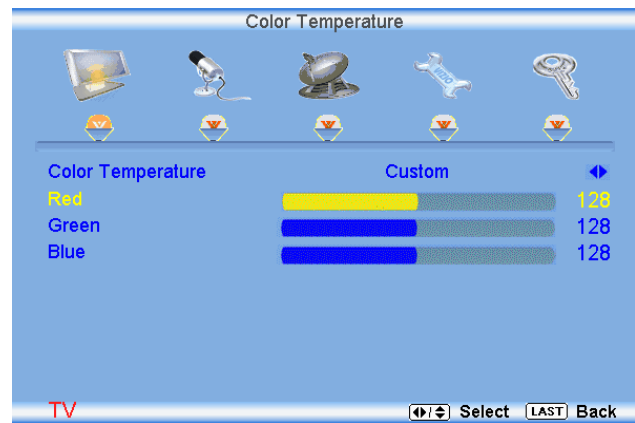 Color Temperature
Color Temperature Custom
Red 128
Green 128
Blue 128
TV Select LAST Back